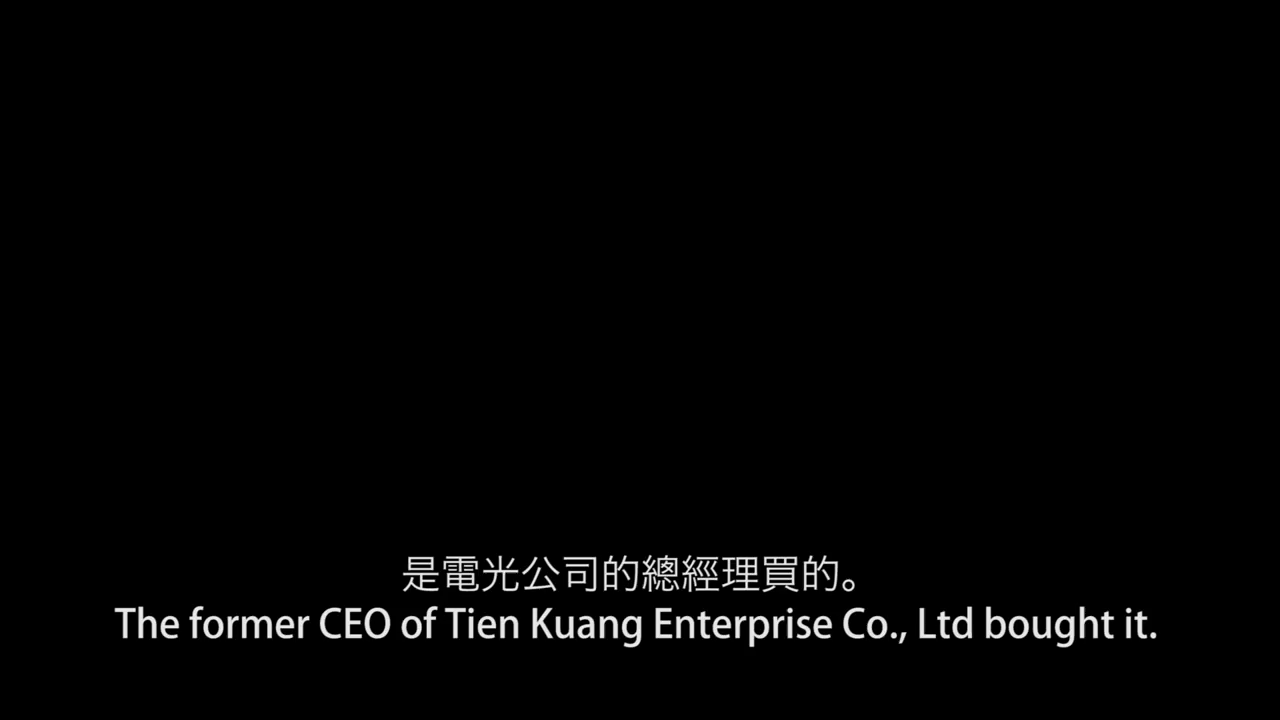 是電光公司的總經理買的。
The former CEO of Tien Kuang Enterprise Co., Ltd bought it.